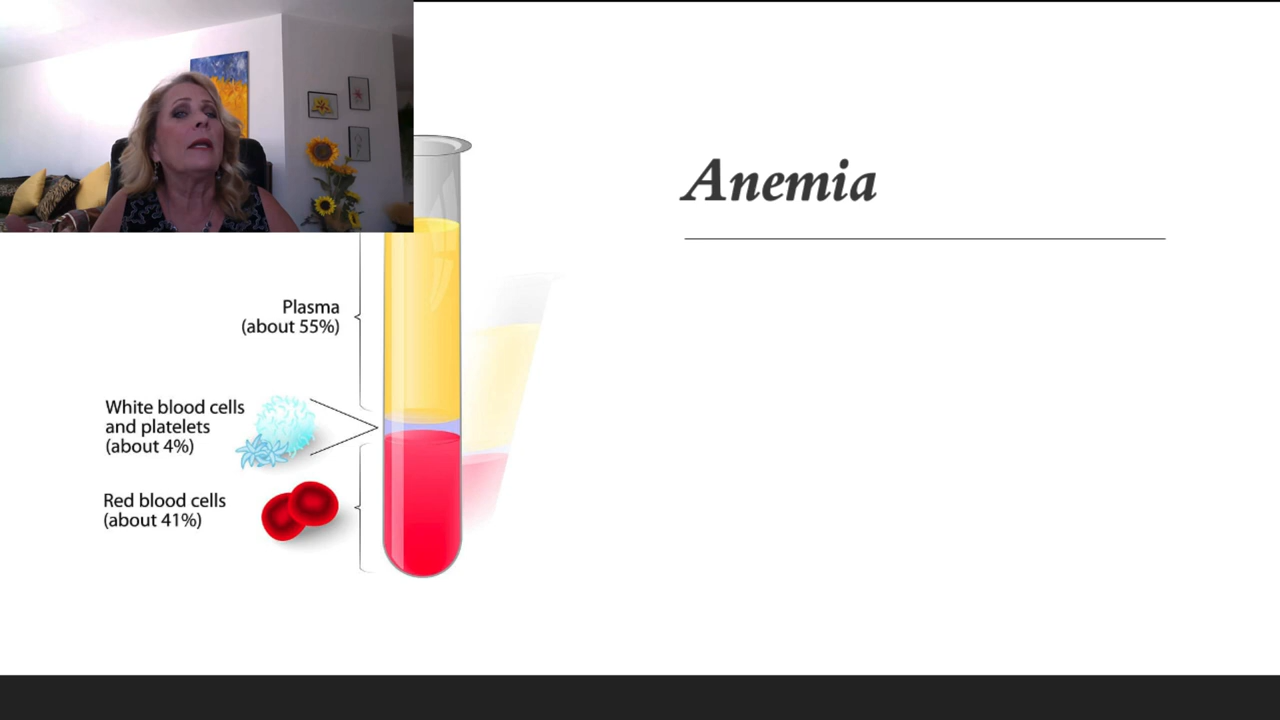 Anemia
Plasma
(about 55%)
White blood cells
and platelets
(about 4%)
Red blood cells
(about 41%)